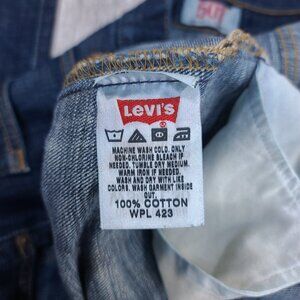 501
LEVI'S
MACHINE WASH COLD. ONLY
NON-CHLORINE BLEACH IF
NEEDED. TUMBLE DRY MEDIUM.
WARM IRON IF NEEDED.
WASH AND DRY WITH LIKE
COLORS. WASH GARMENT INSIDE
OUT.
100% COTTON
WPL 423